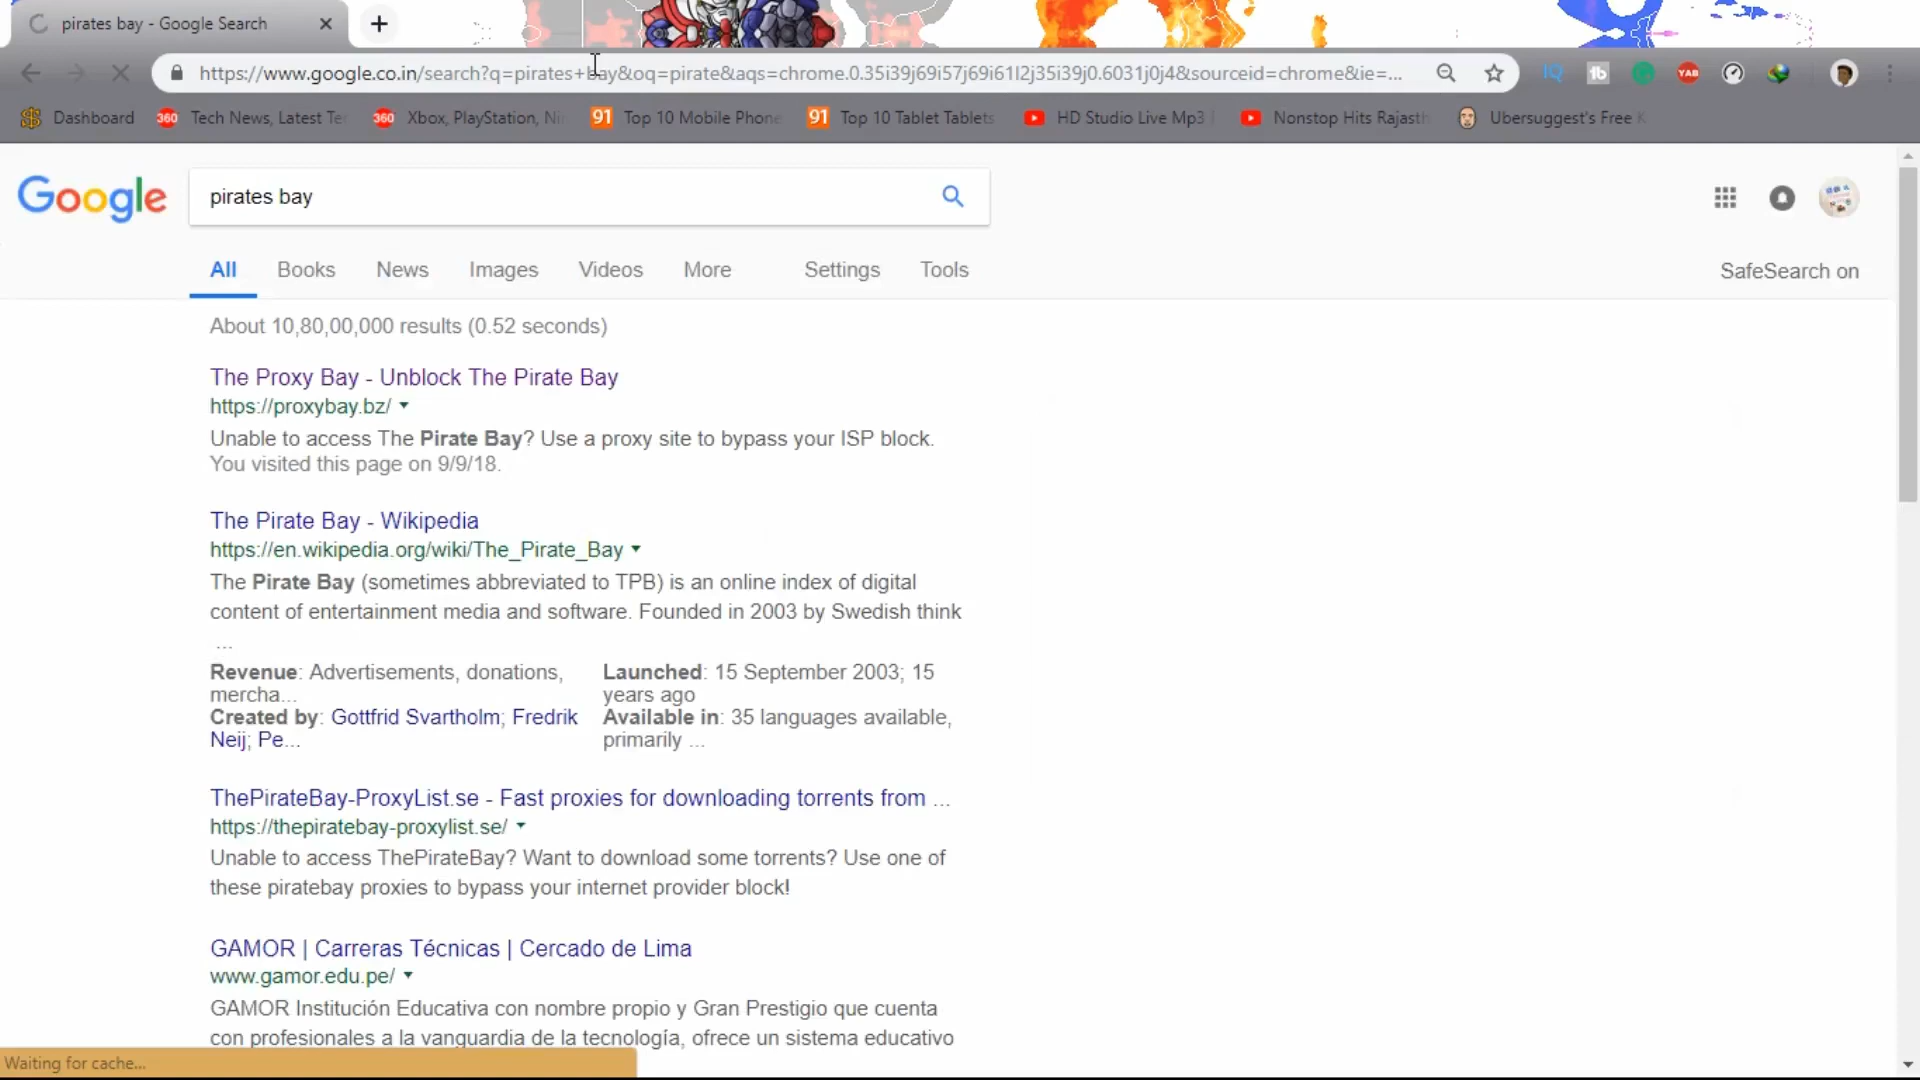 pirates bay - Google Search
https://www.google.co.in/search?q=pirates+bay&oq=pirate&aqs=chrome.0.35i39j69i57j69i61l2j35i39j0.6031j0j4&sourceid=chrome&ie=...
Dashboard
360 Tech News, Latest Te
360 Xbox, PlayStation, Nin
91 Top 10 Mobile Phone
91 Top 10 Tablet Tablets
HD Studio Live Mp3
Nonstop Hits Rajasth
Ubersuggest's Free K
IQ
tb
YAB
Google
pirates bay
All Books News Images Videos More Settings Tools
SafeSearch on
About 10,80,00,000 results (0.52 seconds)
The Proxy Bay - Unblock The Pirate Bay
https://proxybay.bz/
Unable to access The Pirate Bay? Use a proxy site to bypass your ISP block.
You visited this page on 9/9/18.
The Pirate Bay - Wikipedia
https://en.wikipedia.org/wiki/The_Pirate_Bay
The Pirate Bay (sometimes abbreviated to TPB) is an online index of digital
content of entertainment media and software. Founded in 2003 by Swedish think
...
Revenue: Advertisements, donations,
mercha...
Launched: 15 September 2003; 15
years ago
Created by: Gottfrid Svartholm; Fredrik
Neij; Pe...
Available in: 35 languages available,
primarily ...
ThePirateBay-ProxyList.se - Fast proxies for downloading torrents from ...
https://thepiratebay-proxylist.se/
Unable to access ThePirateBay? Want to download some torrents? Use one of
these piratebay proxies to bypass your internet provider block!
GAMOR | Carreras Técnicas | Cercado de Lima
www.gamor.edu.pe/
GAMOR Institución Educativa con nombre propio y Gran Prestigio que cuenta
con profesionales a la vanguardia de la tecnología, ofrece un sistema educativo
Waiting for cache...